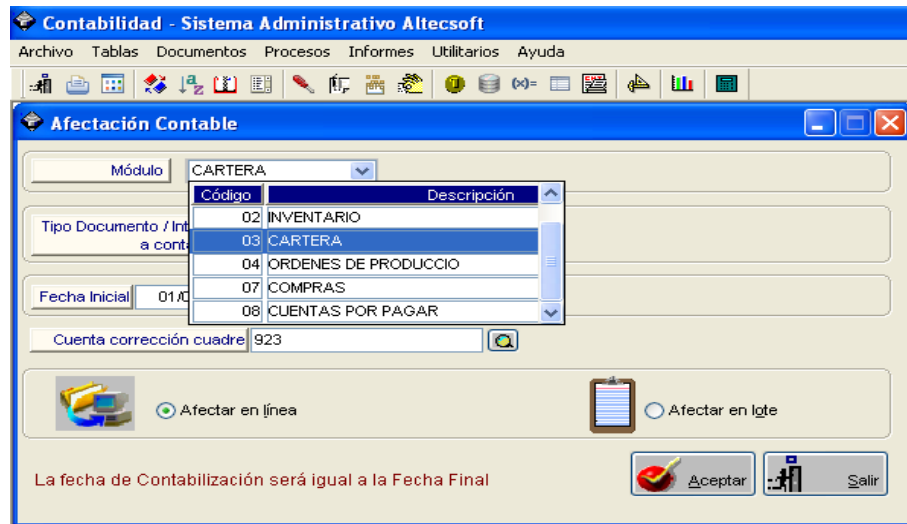 Contabilidad - Sistema Administrativo Altecsoft
Archivo Tablas Documentos Procesos Informes Utilitarios Ayuda
Afectación Contable
Módulo CARTERA
Código Descripción
02 INVENTARIO
Tipo Documento / Int
03 CARTERA
a conta
04 ORDENES DE PRODUCCIO
07 COMPRAS
Fecha Inicial 01/0
08 CUENTAS POR PAGAR
Cuenta corrección cuadre 923
Afectar en línea Afectar en lote
La fecha de Contabilización será igual a la Fecha Final Aceptar Salir